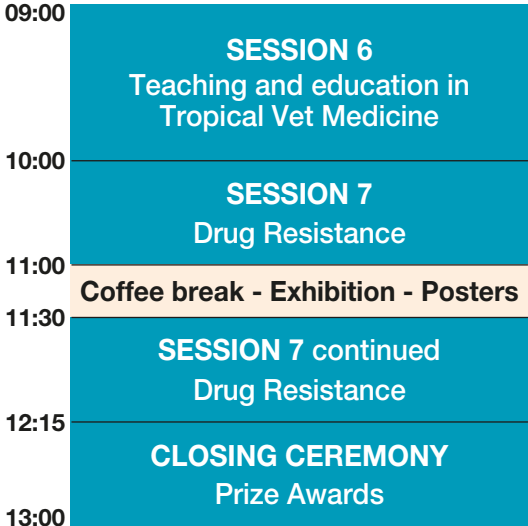 09:00
SESSION 6
Teaching and education in
Tropical Vet Medicine
10:00
SESSION 7
Drug Resistance
11:00
Coffee break - Exhibition - Posters
11:30
SESSION 7 continued
Drug Resistance
12:15
CLOSING CEREMONY
Prize Awards
13:00